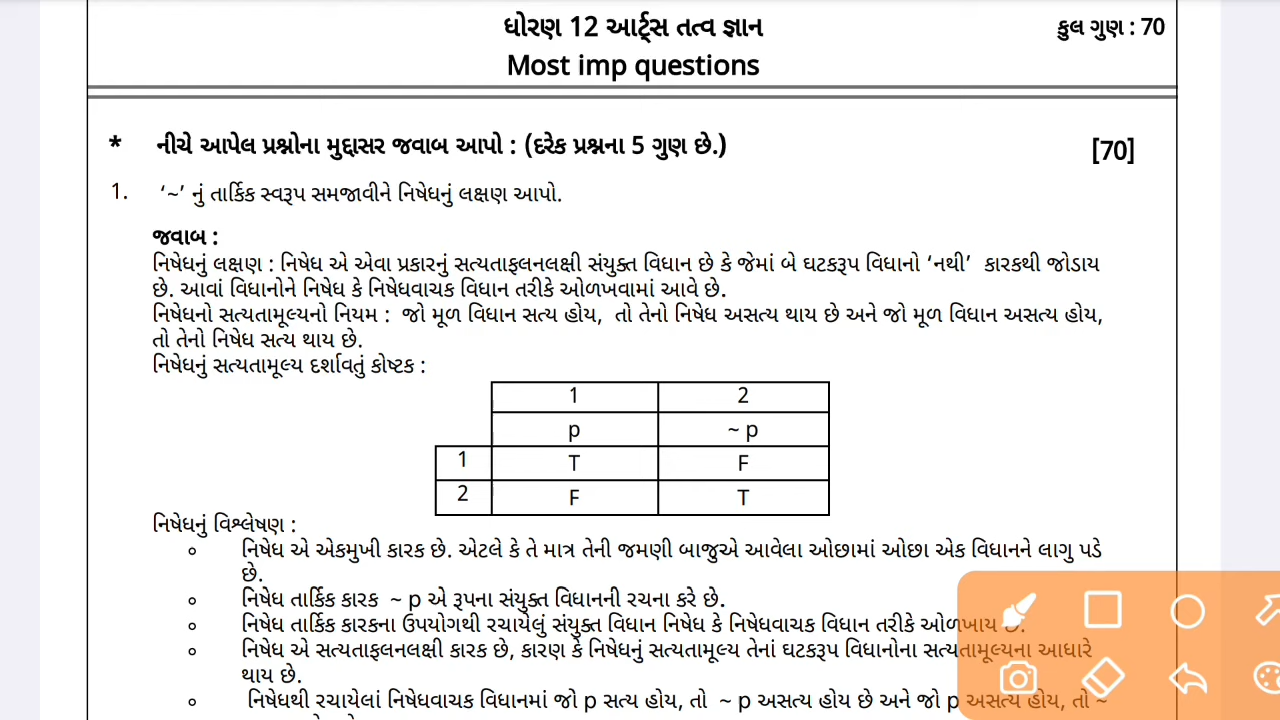 ધોરણ 12 આર્ટ્સ તત્વ જ્ઞાન
કુલ ગુણ : 70
Most imp questions
* નીચે આપેલ પ્રશ્નોના મુદ્દાસર જવાબ આપો : (દરેક પ્રશ્નના 5 ગુણ છે.)
[70]
1. ‘~’ નું તાર્કિક સ્વરૂપ સમજાવીને નિષેધનું લક્ષણ આપો.
જવાબ :
નિષેધનું લક્ષણ : નિષેધ એ એવા પ્રકારનું સત્યતાફલનલક્ષી સંયુક્ત વિધાન છે કે જેમાં બે ઘટકરૂપ વિધાનો ‘નથી’ કારકથી જોડાય
છે. આવાં વિધાનોને નિષેધ કે નિષેધવાચક વિધાન તરીકે ઓળખવામાં આવે છે.
નિષેધનો સત્યતામૂલ્યનો નિયમ : જો મૂળ વિધાન સત્ય હોય, તો તેનો નિષેધ અસત્ય થાય છે અને જો મૂળ વિધાન અસત્ય હોય,
તો તેનો નિષેધ સત્ય થાય છે.
નિષેધનું સત્યતામૂલ્ય દર્શાવતું કોષ્ટક :
1 2
p ~ p
1 T F
2 F T
નિષેધનું વિશ્લેષણ :
નિષેધ એ એકમુખી કારક છે. એટલે કે તે માત્ર તેની જમણી બાજુએ આવેલા ઓછામાં ઓછા એક વિધાનને લાગુ પડે
છે.
નિષેધ તાર્કિક કારક ~ p એ રૂપના સંયુક્ત વિધાનની રચના કરે છે.
નિષેધ તાર્કિક કારકના ઉપયોગથી રચાયેલું સંયુક્ત વિધાન નિષેધ કે નિષેધવાચક વિધાન તરીકે ઓળખાય છે.
નિષેધ એ સત્યતાફલનલક્ષી કારક છે, કારણ કે નિષેધનું સત્યતામૂલ્ય તેનાં ઘટકરૂપ વિધાનોના સત્યતામૂલ્યના આધારે
થાય છે.
નિષેધથી રચાયેલાં નિષેધવાચક વિધાનમાં જો p સત્ય હોય, તો ~ p અસત્ય હોય છે અને જો p અસત્ય હોય, તો ~